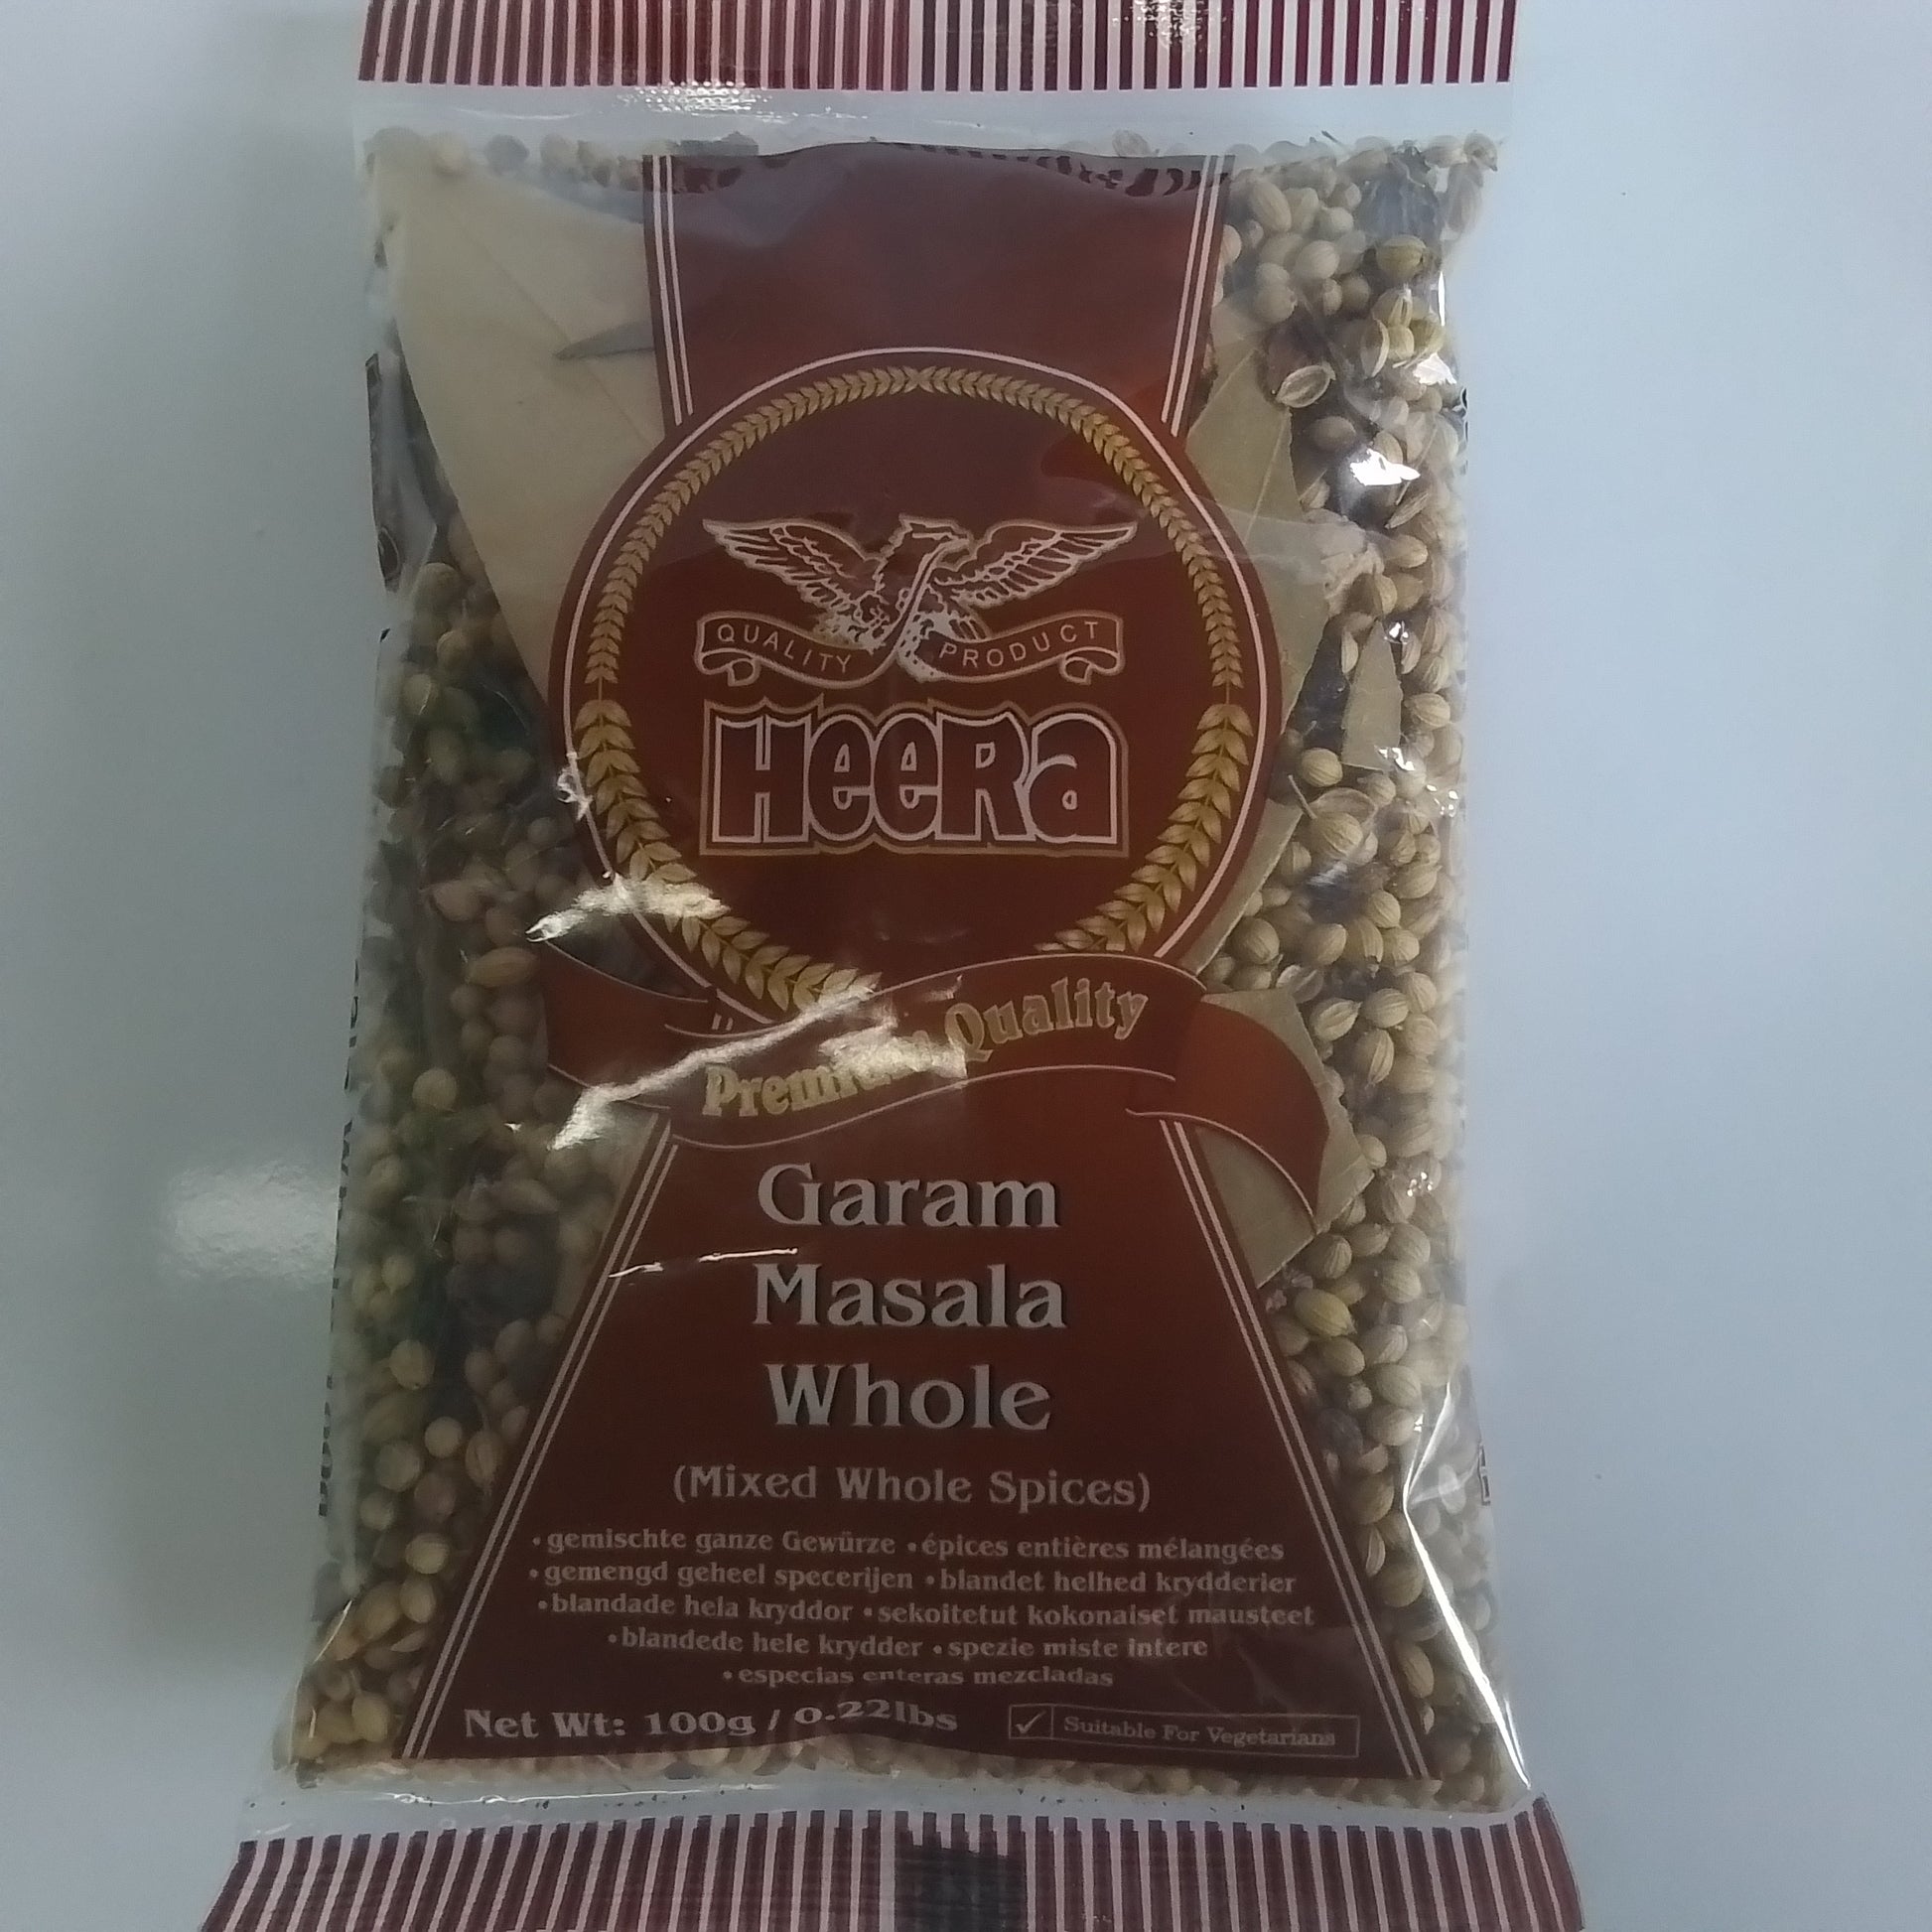 QUALITY PRODUCT
HeeRa
Premium Quality
Garam
Masala
Whole
(Mixed Whole Spices)
• gemischte ganze Gewürze • épices entières mélangées
• gemengd geheel specerijen • blandet helhed krydderier
• blandade hela kryddor • sekoitetut kokonaiset mausteet
• blandede hele krydder • spezie miste intere
• especias enteras mezcladas
Net Wt: 100g / 0.22lbs
Suitable For Vegetarians